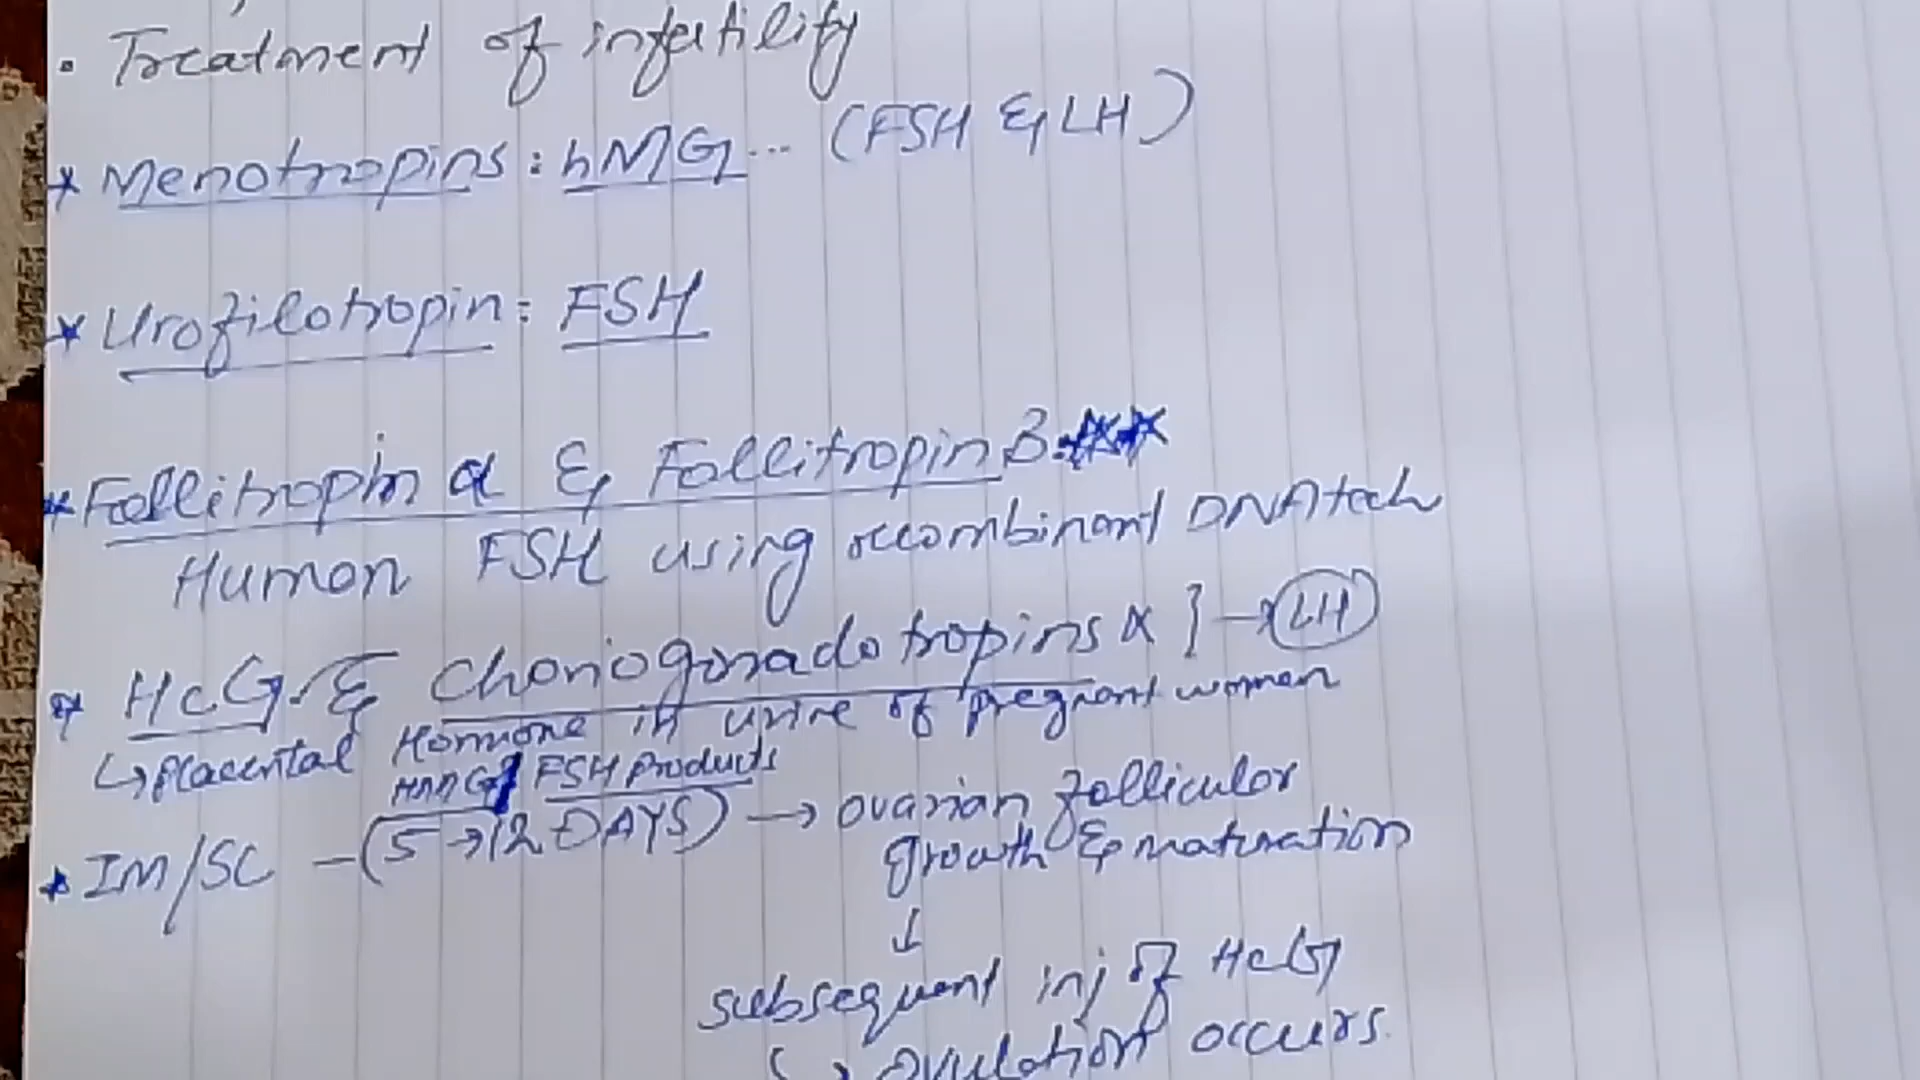 • Treatment of infertility
* Menotropins : hMG... (FSH & LH)
* Urofilotropin : FSH
* Follitropin α & Follitropin β **
Human FSH using recombinant DNA tech
* HCG & Choriogonadotropins α } → LH
↳ placental Hormone in urine of pregnant women
HMG / FSH products
* IM/SC - (5 → 12 DAYS) → ovarian follicular
growth & maturation
↓
subsequent inj of HCG
↳ ovulation occurs.